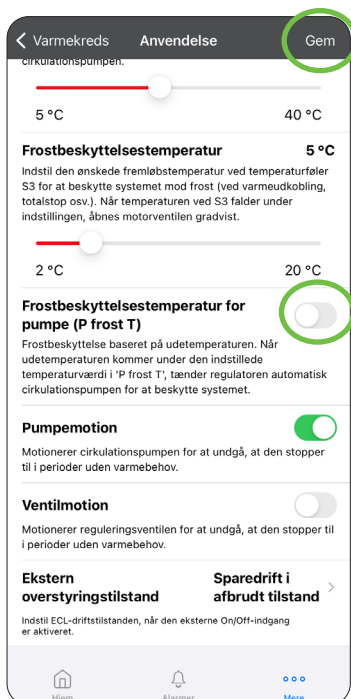 Varmekreds Anvendelse Gem
cirkulationspumpen.
5 °C 40 °C
Frostbeskyttelsestemperatur 5 °C
Indstil den ønskede fremløbstemperatur ved temperaturføler
S3 for at beskytte systemet mod frost (ved varmeudkobling,
totalstop osv.). Når temperaturen ved S3 falder under
indstillingen, åbnes motorventilen gradvist.
2 °C 20 °C
Frostbeskyttelsestemperatur for
pumpe (P frost T)
Frostbeskyttelse baseret på udetemperaturen. Når
udetemperaturen kommer under den indstillede
temperaturværdi i 'P frost T', tænder regulatoren automatisk
cirkulationspumpen for at beskytte systemet.
Pumpemotion
Motionerer cirkulationspumpen for at undgå, at den stopper
til i perioder uden varmebehov.
Ventilmotion
Motionerer reguleringsventilen for at undgå, at den stopper til
i perioder uden varmebehov.
Ekstern Sparedrift i
overstyringstilstand afbrudt tilstand
Indstil ECL-driftstilstanden, når den eksterne On/Off-indgang
er aktiveret.
Hjem Alarmer Mere